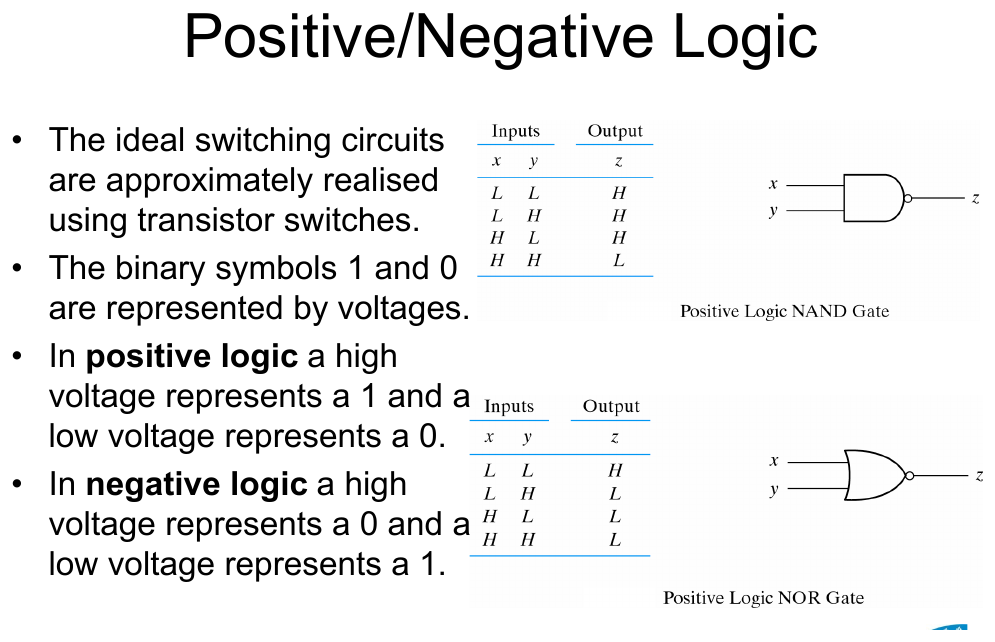 Positive/Negative Logic
• The ideal switching circuits
are approximately realised
using transistor switches.
• The binary symbols 1 and 0
are represented by voltages.
• In positive logic a high
voltage represents a 1 and a
low voltage represents a 0.
• In negative logic a high
voltage represents a 0 and a
low voltage represents a 1.
Inputs Output
x y z
L L H
L H H
H L H
H H L
x
y
z
Positive Logic NAND Gate
Inputs Output
x y z
L L H
L H L
H L L
H H L
x
y
z
Positive Logic NOR Gate